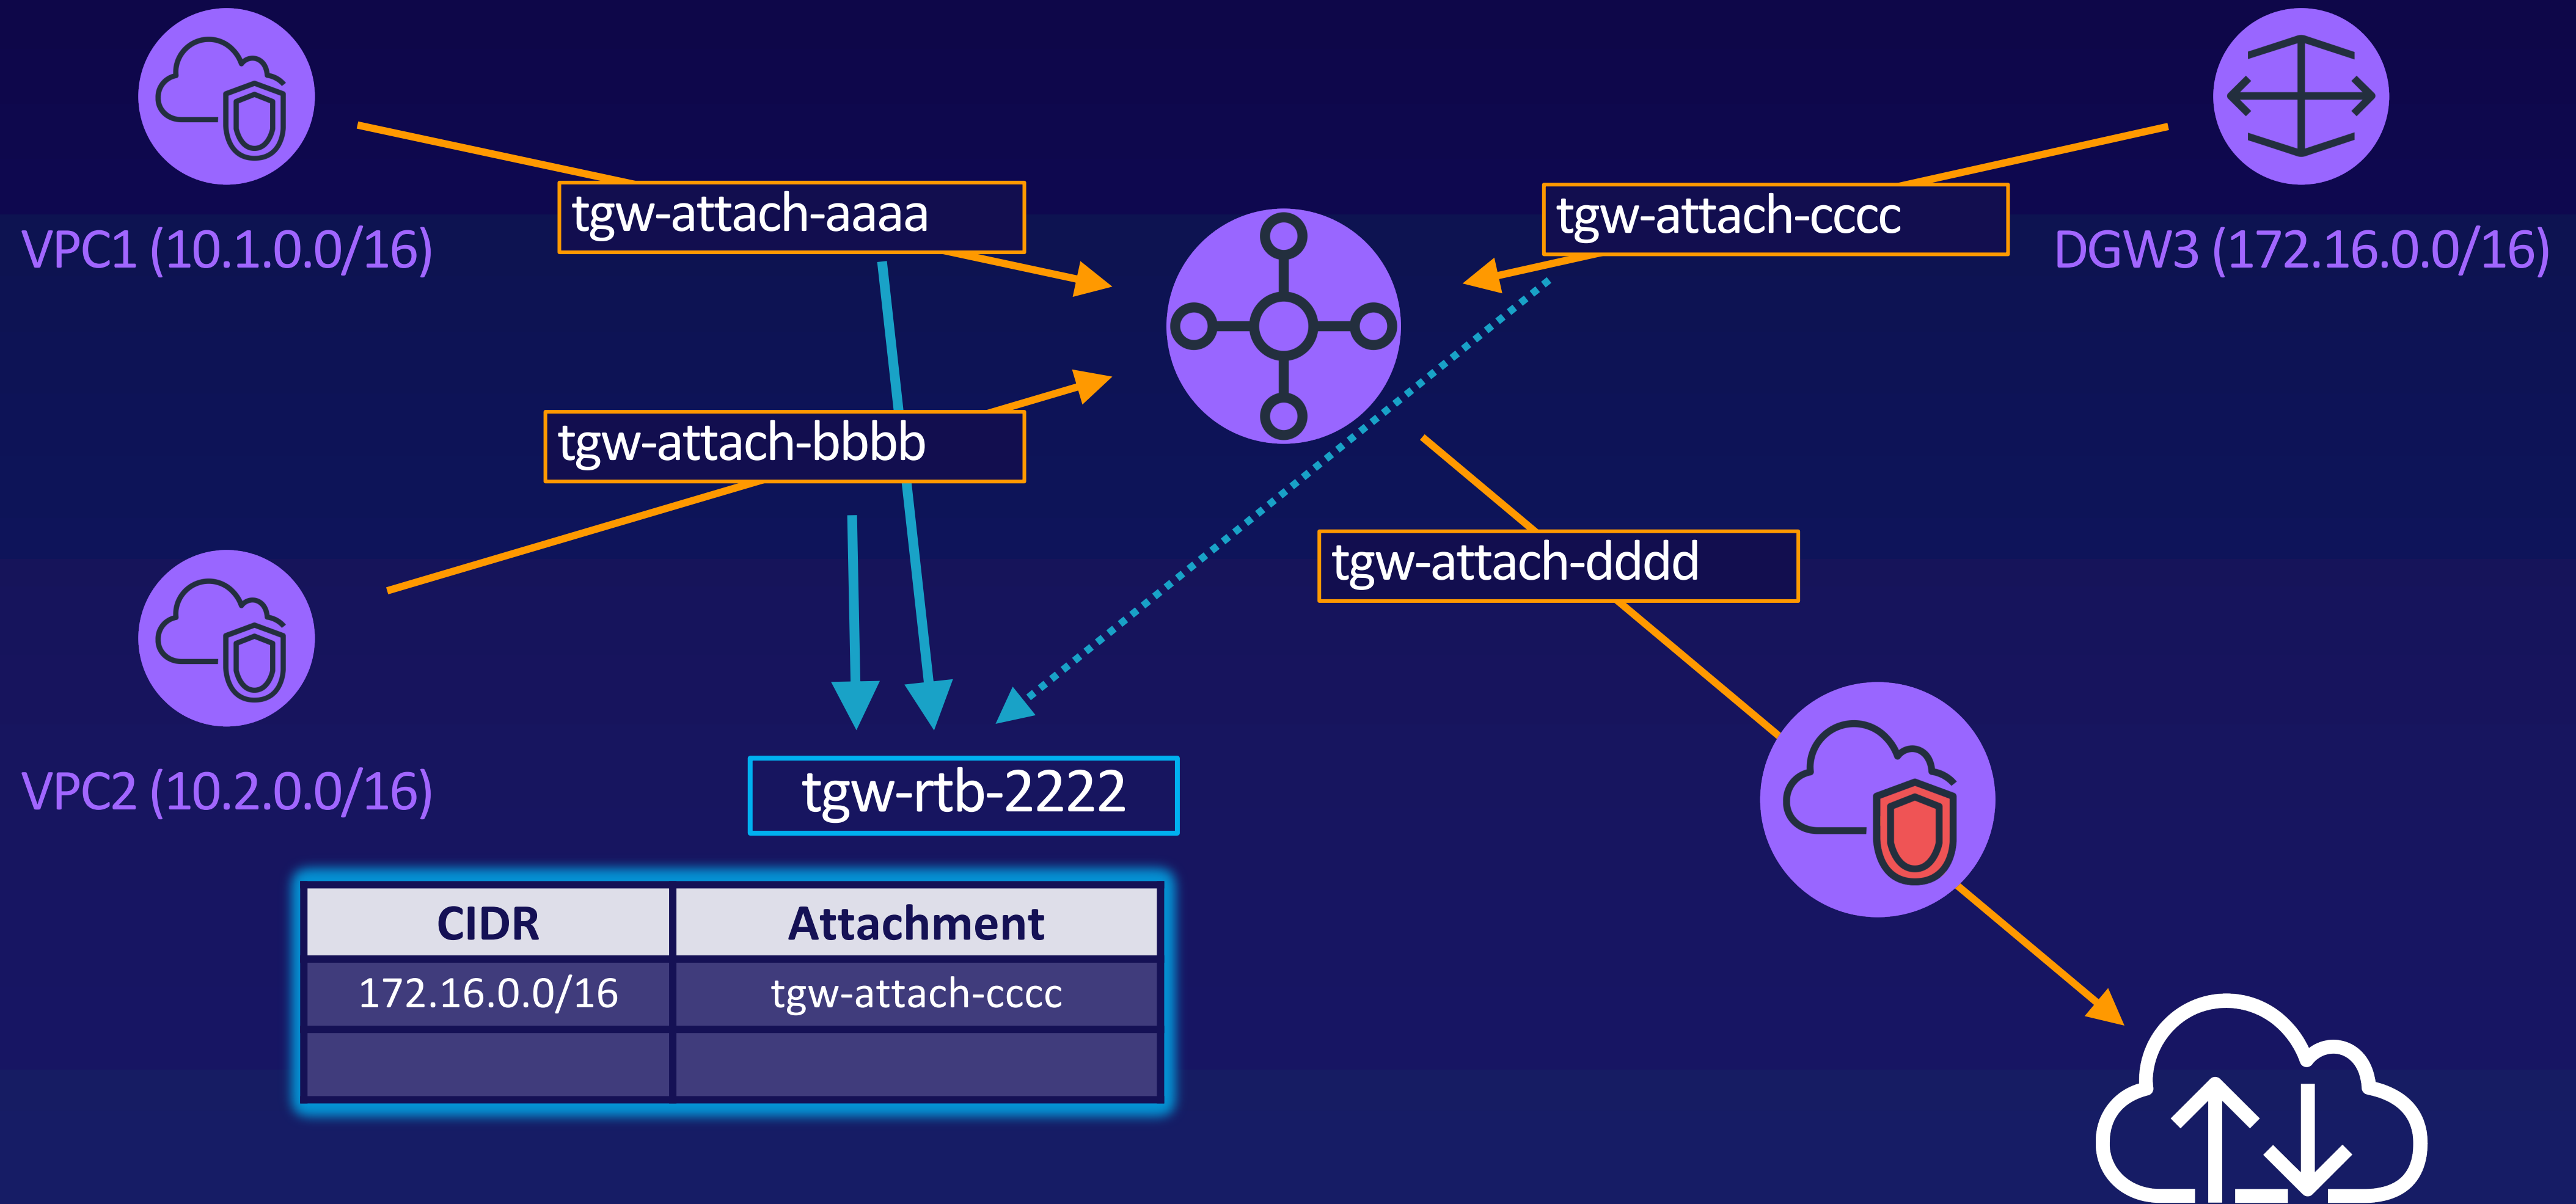 tgw-attach-aaaa
tgw-attach-cccc
VPC1 (10.1.0.0/16)
DGW3 (172.16.0.0/16)
tgw-attach-bbbb
tgw-attach-dddd
VPC2 (10.2.0.0/16)
tgw-rtb-2222
CIDR Attachment
172.16.0.0/16 tgw-attach-cccc